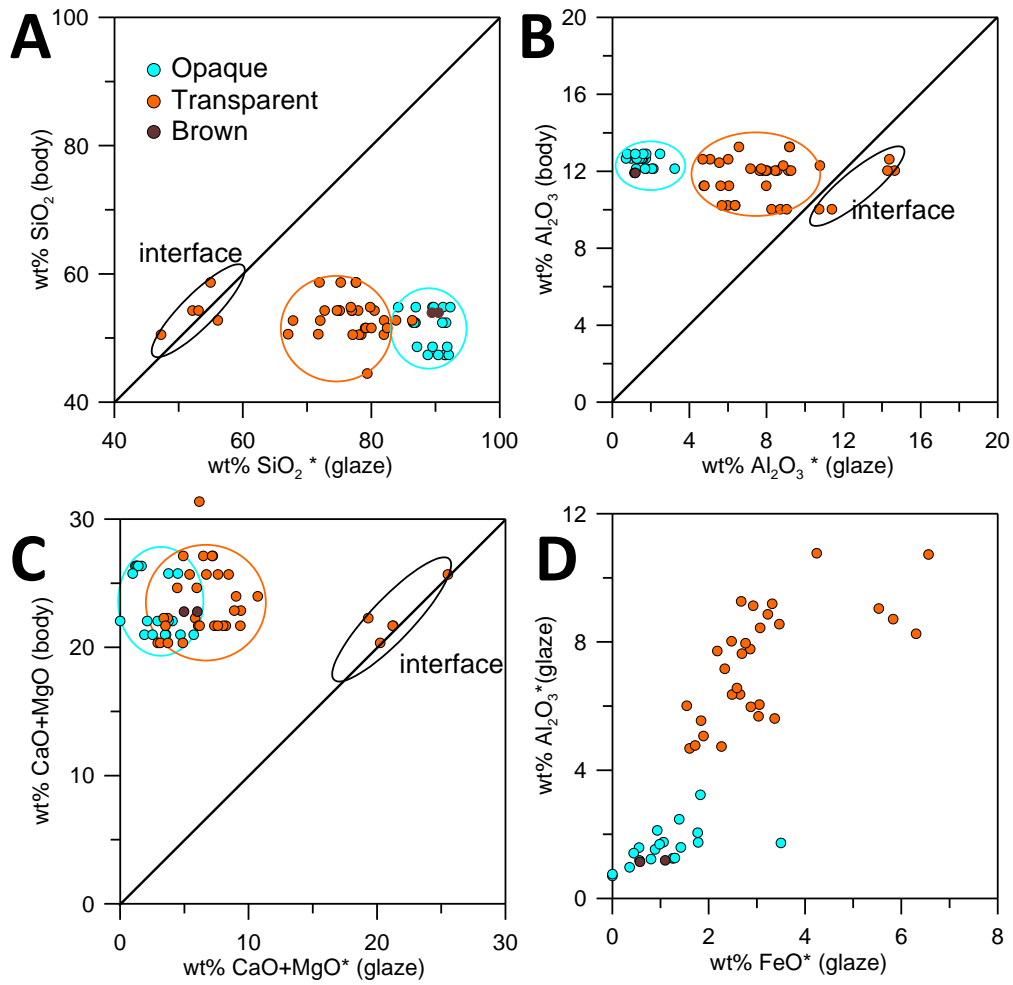 A
100
80
60
40
wt% SiO₂ (body)
Opaque
Transparent
Brown
interface
40 60 80 100
wt% SiO₂ * (glaze)
B
20
16
12
8
4
0
wt% Al₂O₃ (body)
interface
0 4 8 12 16 20
wt% Al₂O₃ * (glaze)
C
30
20
10
0
wt% CaO+MgO (body)
interface
0 10 20 30
wt% CaO+MgO* (glaze)
D
12
8
4
0
wt% Al₂O₃*(glaze)
0 2 4 6 8
wt% FeO* (glaze)